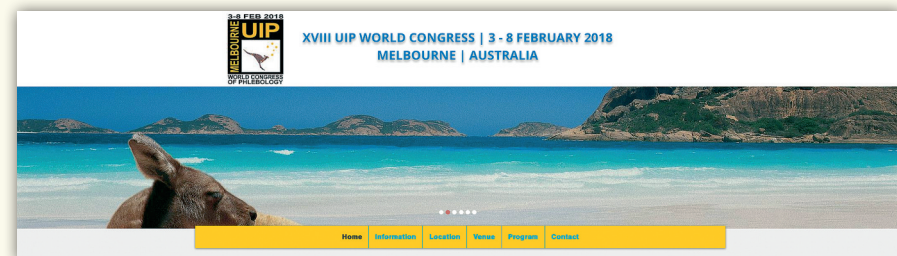 3-8 FEB 2018
MELBOURNE
UIP
WORLD CONGRESS
OF PHLEBOLOGY
XVIII UIP WORLD CONGRESS | 3 - 8 FEBRUARY 2018
MELBOURNE | AUSTRALIA
Home Information Location Venue Program Contact